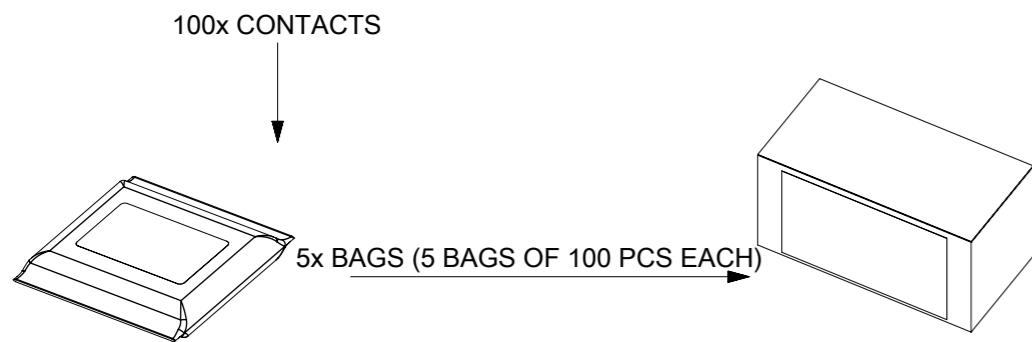 100x CONTACTS
5x BAGS (5 BAGS OF 100 PCS EACH)